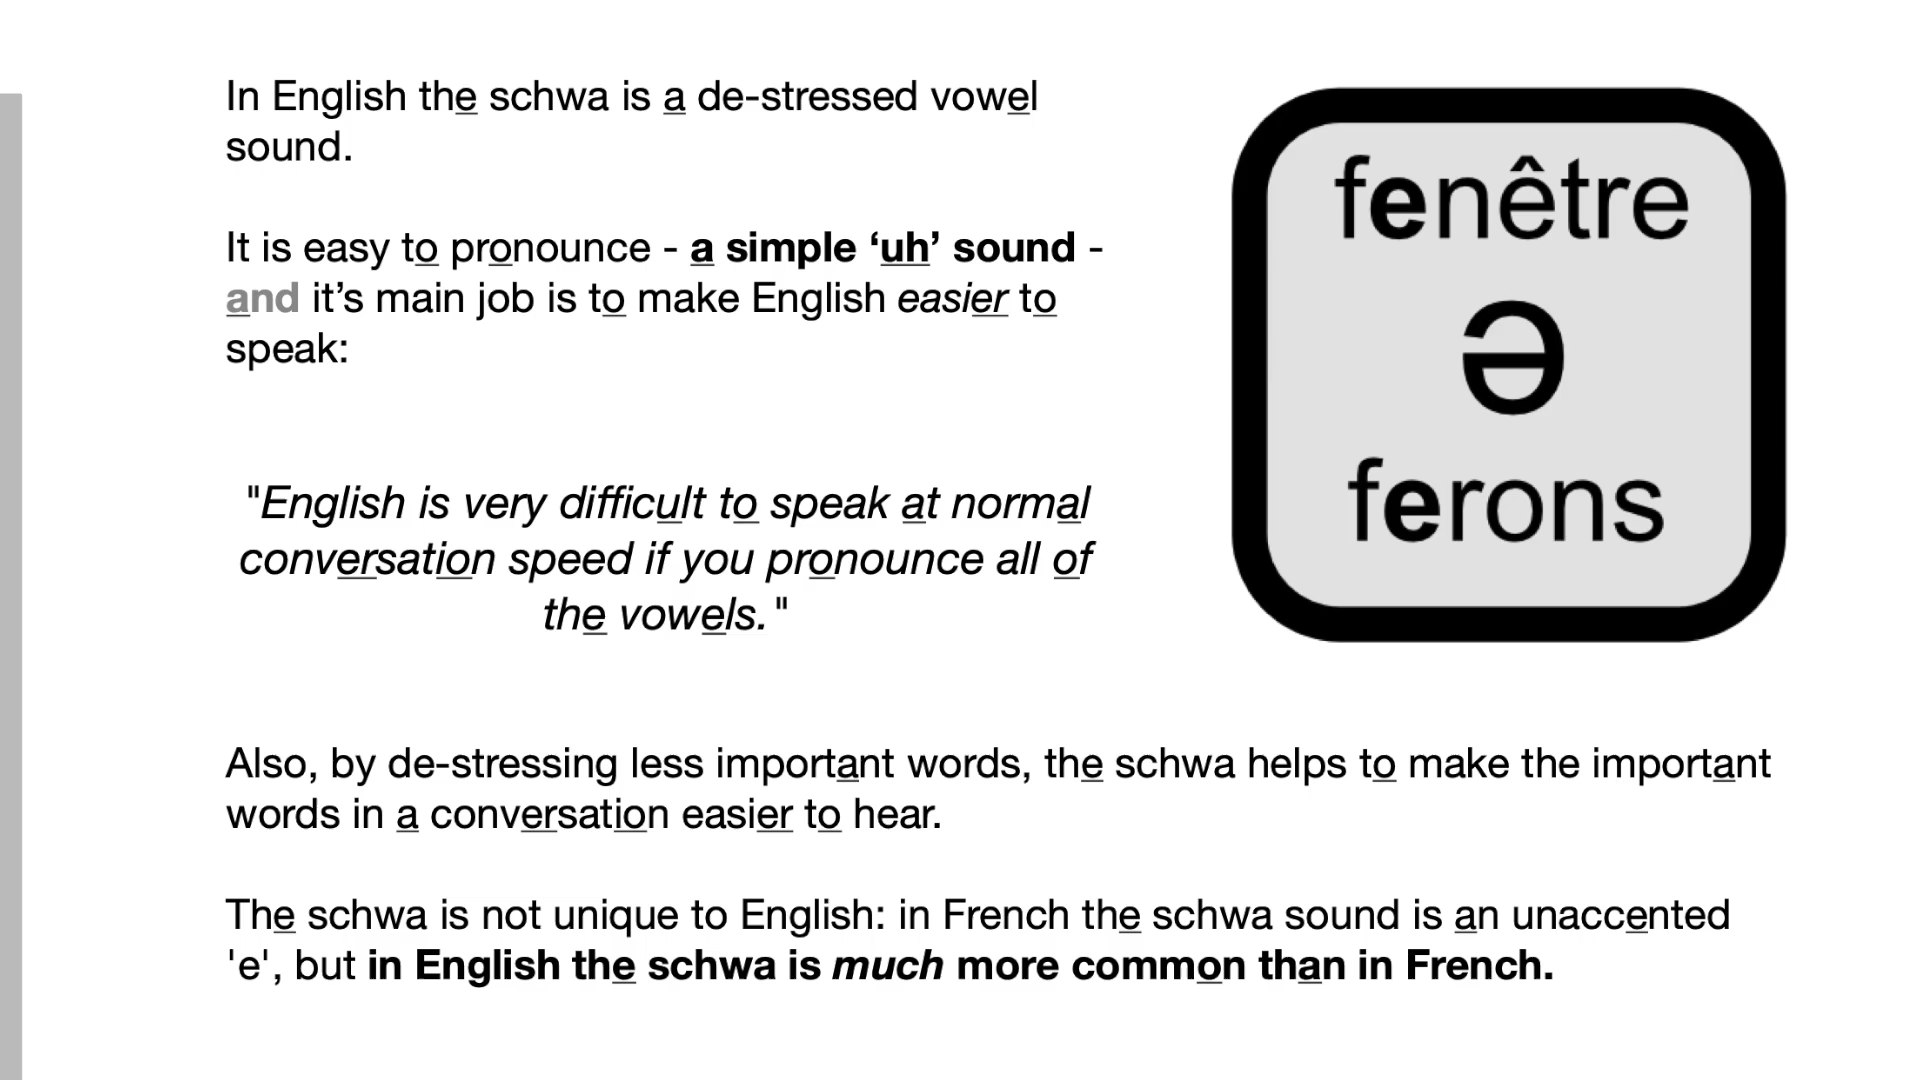 In English the schwa is a de-stressed vowel
sound.
It is easy to pronounce - a simple ‘uh’ sound -
and it’s main job is to make English easier to
speak:
"English is very difficult to speak at normal
conversation speed if you pronounce all of
the vowels."
fenêtre
ə
ferons
Also, by de-stressing less important words, the schwa helps to make the important
words in a conversation easier to hear.
The schwa is not unique to English: in French the schwa sound is an unaccented
'e', but in English the schwa is much more common than in French.